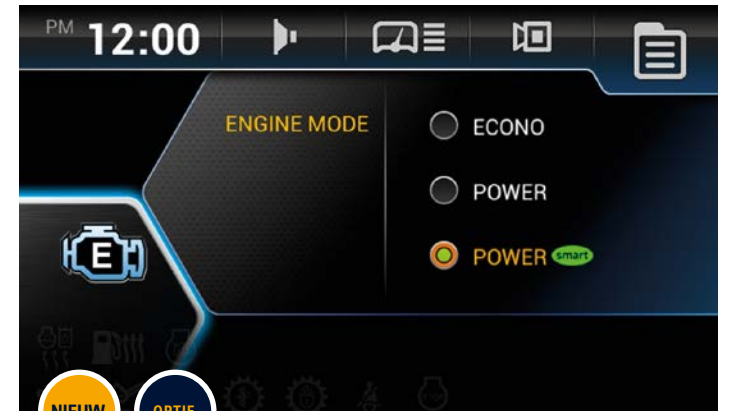 PM 12:00
ENGINE MODE
ECONO
POWER
POWER smart
E
NIEUW
OPTIE